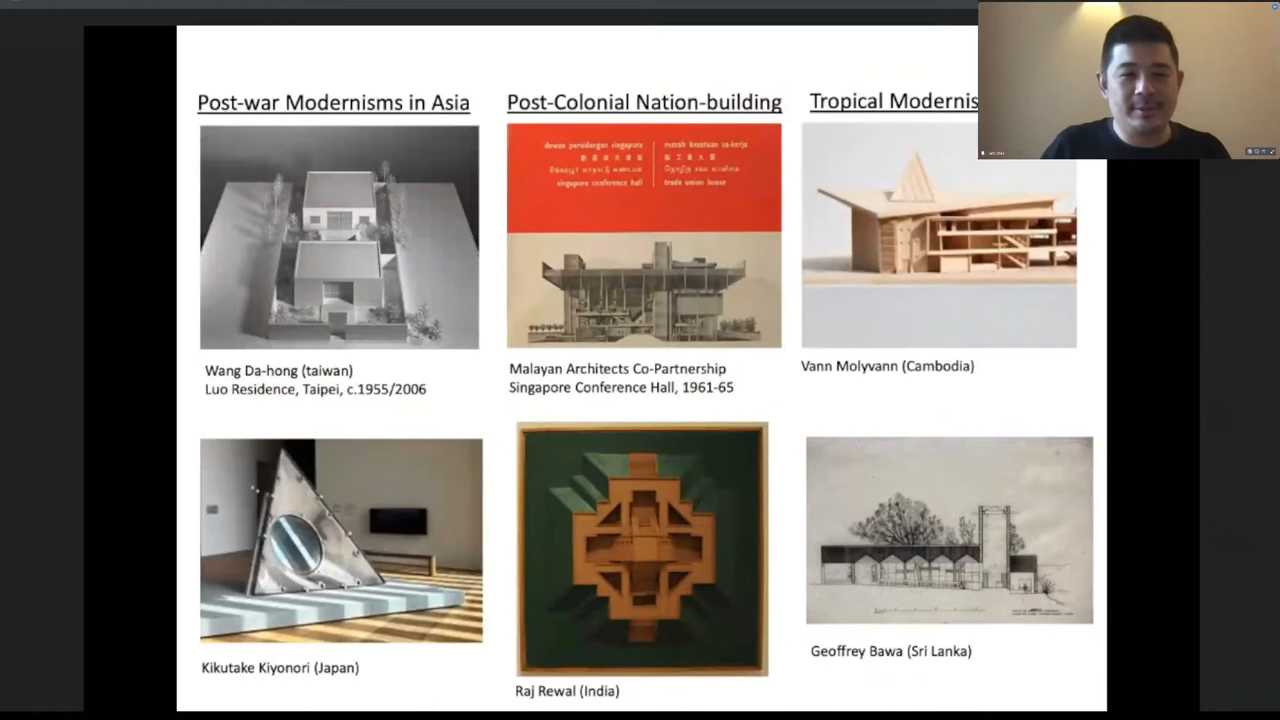 Post-war Modernisms in Asia
Post-Colonial Nation-building
Tropical Modernis
dewan persidangan singapura
rumah kesatuan sa-kerja
singapore conference hall
trade union house
Wang Da-hong (taiwan)
Luo Residence, Taipei, c.1955/2006
Malayan Architects Co-Partnership
Singapore Conference Hall, 1961-65
Vann Molyvann (Cambodia)
Kikutake Kiyonori (Japan)
Raj Rewal (India)
Geoffrey Bawa (Sri Lanka)